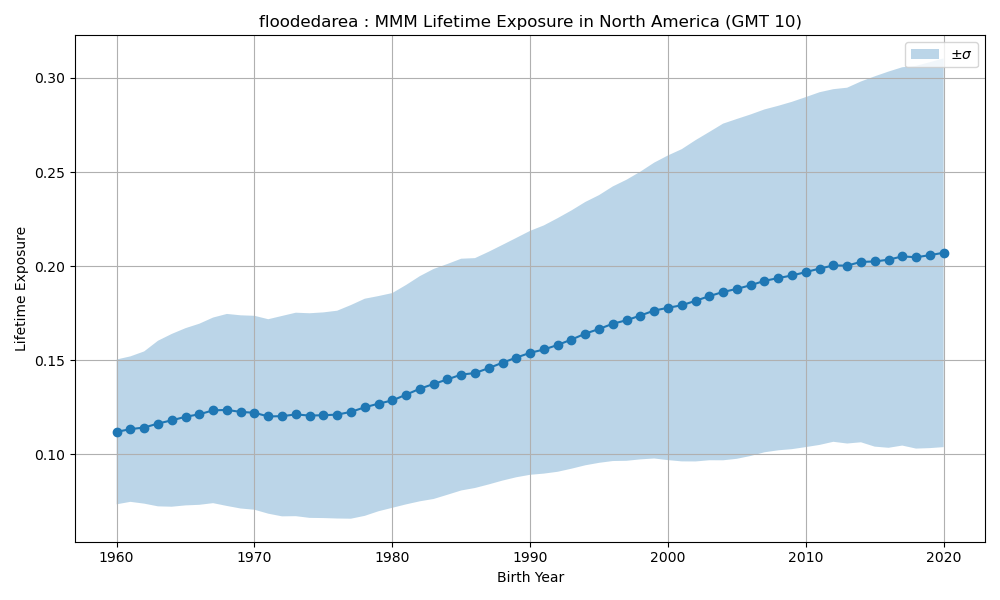 floodedarea : MMM Lifetime Exposure in North America (GMT 10)
±σ
0.30
0.25
0.20
0.15
0.10
Lifetime Exposure
1960 1970 1980 1990 2000 2010 2020
Birth Year